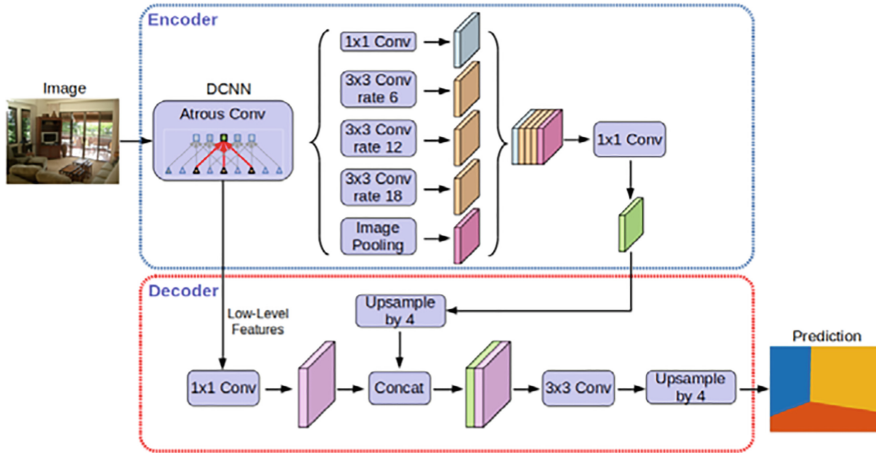 Encoder
Image
DCNN
Atrous Conv
1x1 Conv
3x3 Conv
rate 6
3x3 Conv
rate 12
3x3 Conv
rate 18
Image
Pooling
1x1 Conv
Decoder
Low-Level
Features
Upsample
by 4
1x1 Conv
Concat
3x3 Conv
Upsample
by 4
Prediction